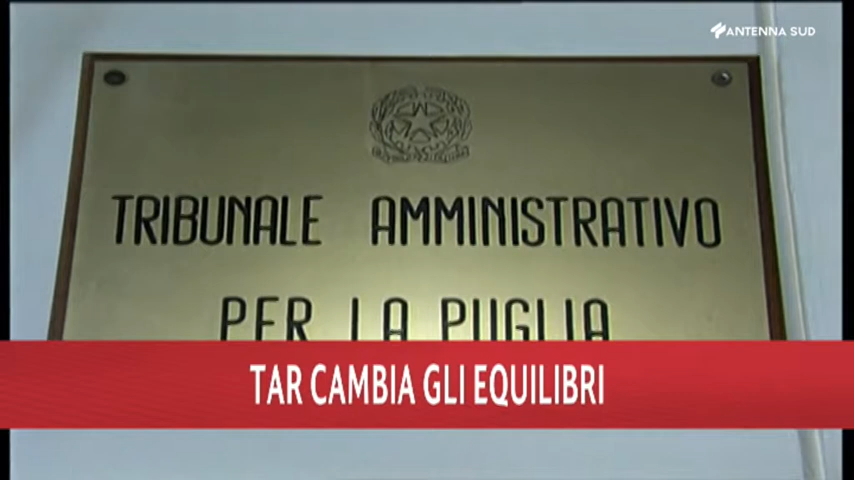 ANTENNA SUD
TRIBUNALE AMMINISTRATIVO
PER LA PUGLIA
TAR CAMBIA GLI EQUILIBRI